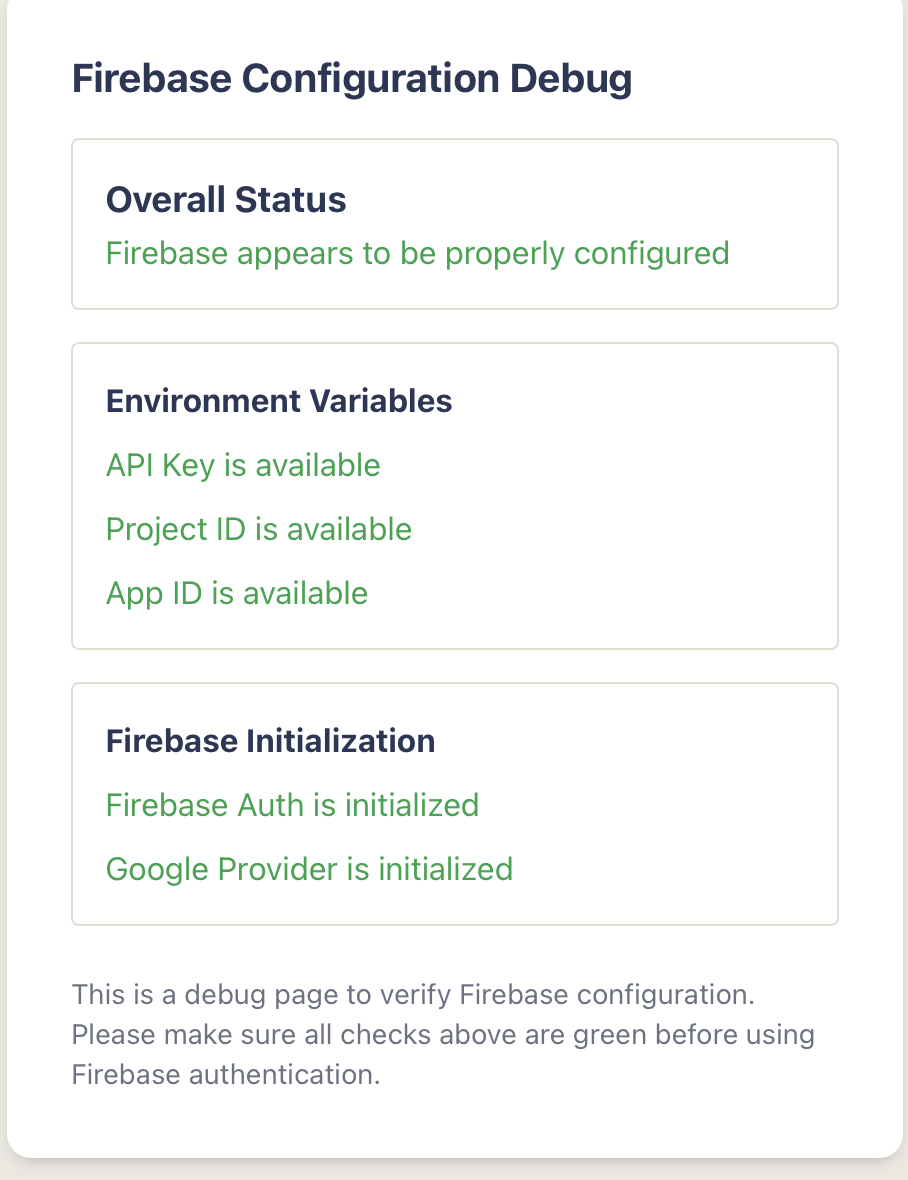 Firebase Configuration Debug
Overall Status
Firebase appears to be properly configured
Environment Variables
API Key is available
Project ID is available
App ID is available
Firebase Initialization
Firebase Auth is initialized
Google Provider is initialized
This is a debug page to verify Firebase configuration.
Please make sure all checks above are green before using
Firebase authentication.